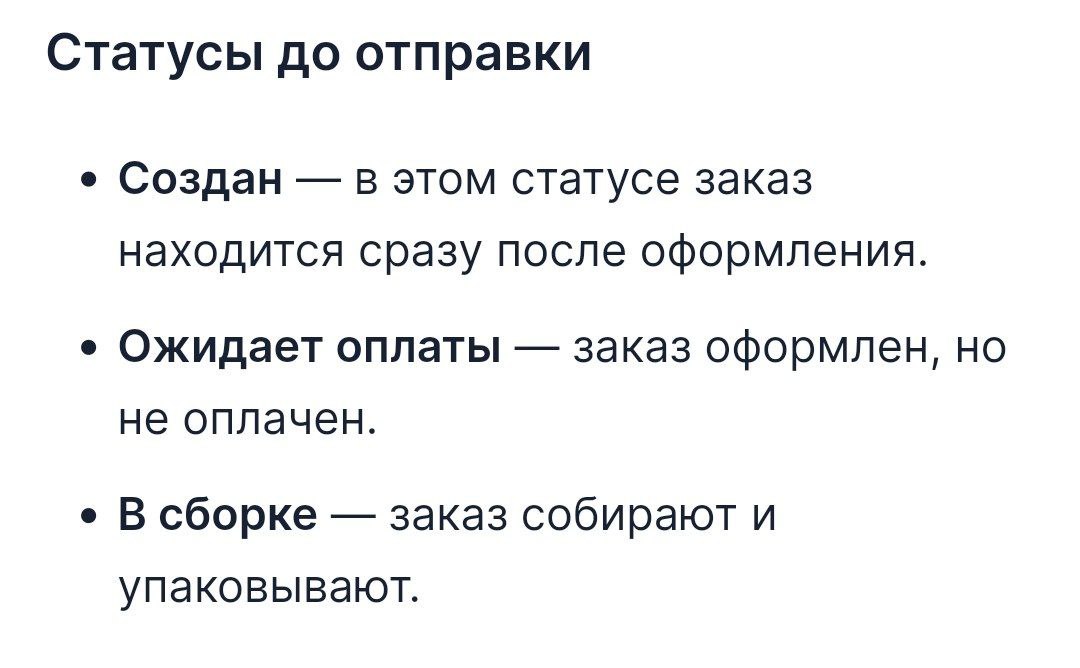 Статусы до отправки
• Создан — в этом статусе заказ
находится сразу после оформления.
• Ожидает оплаты — заказ оформлен, но
не оплачен.
• В сборке — заказ собирают и
упаковывают.